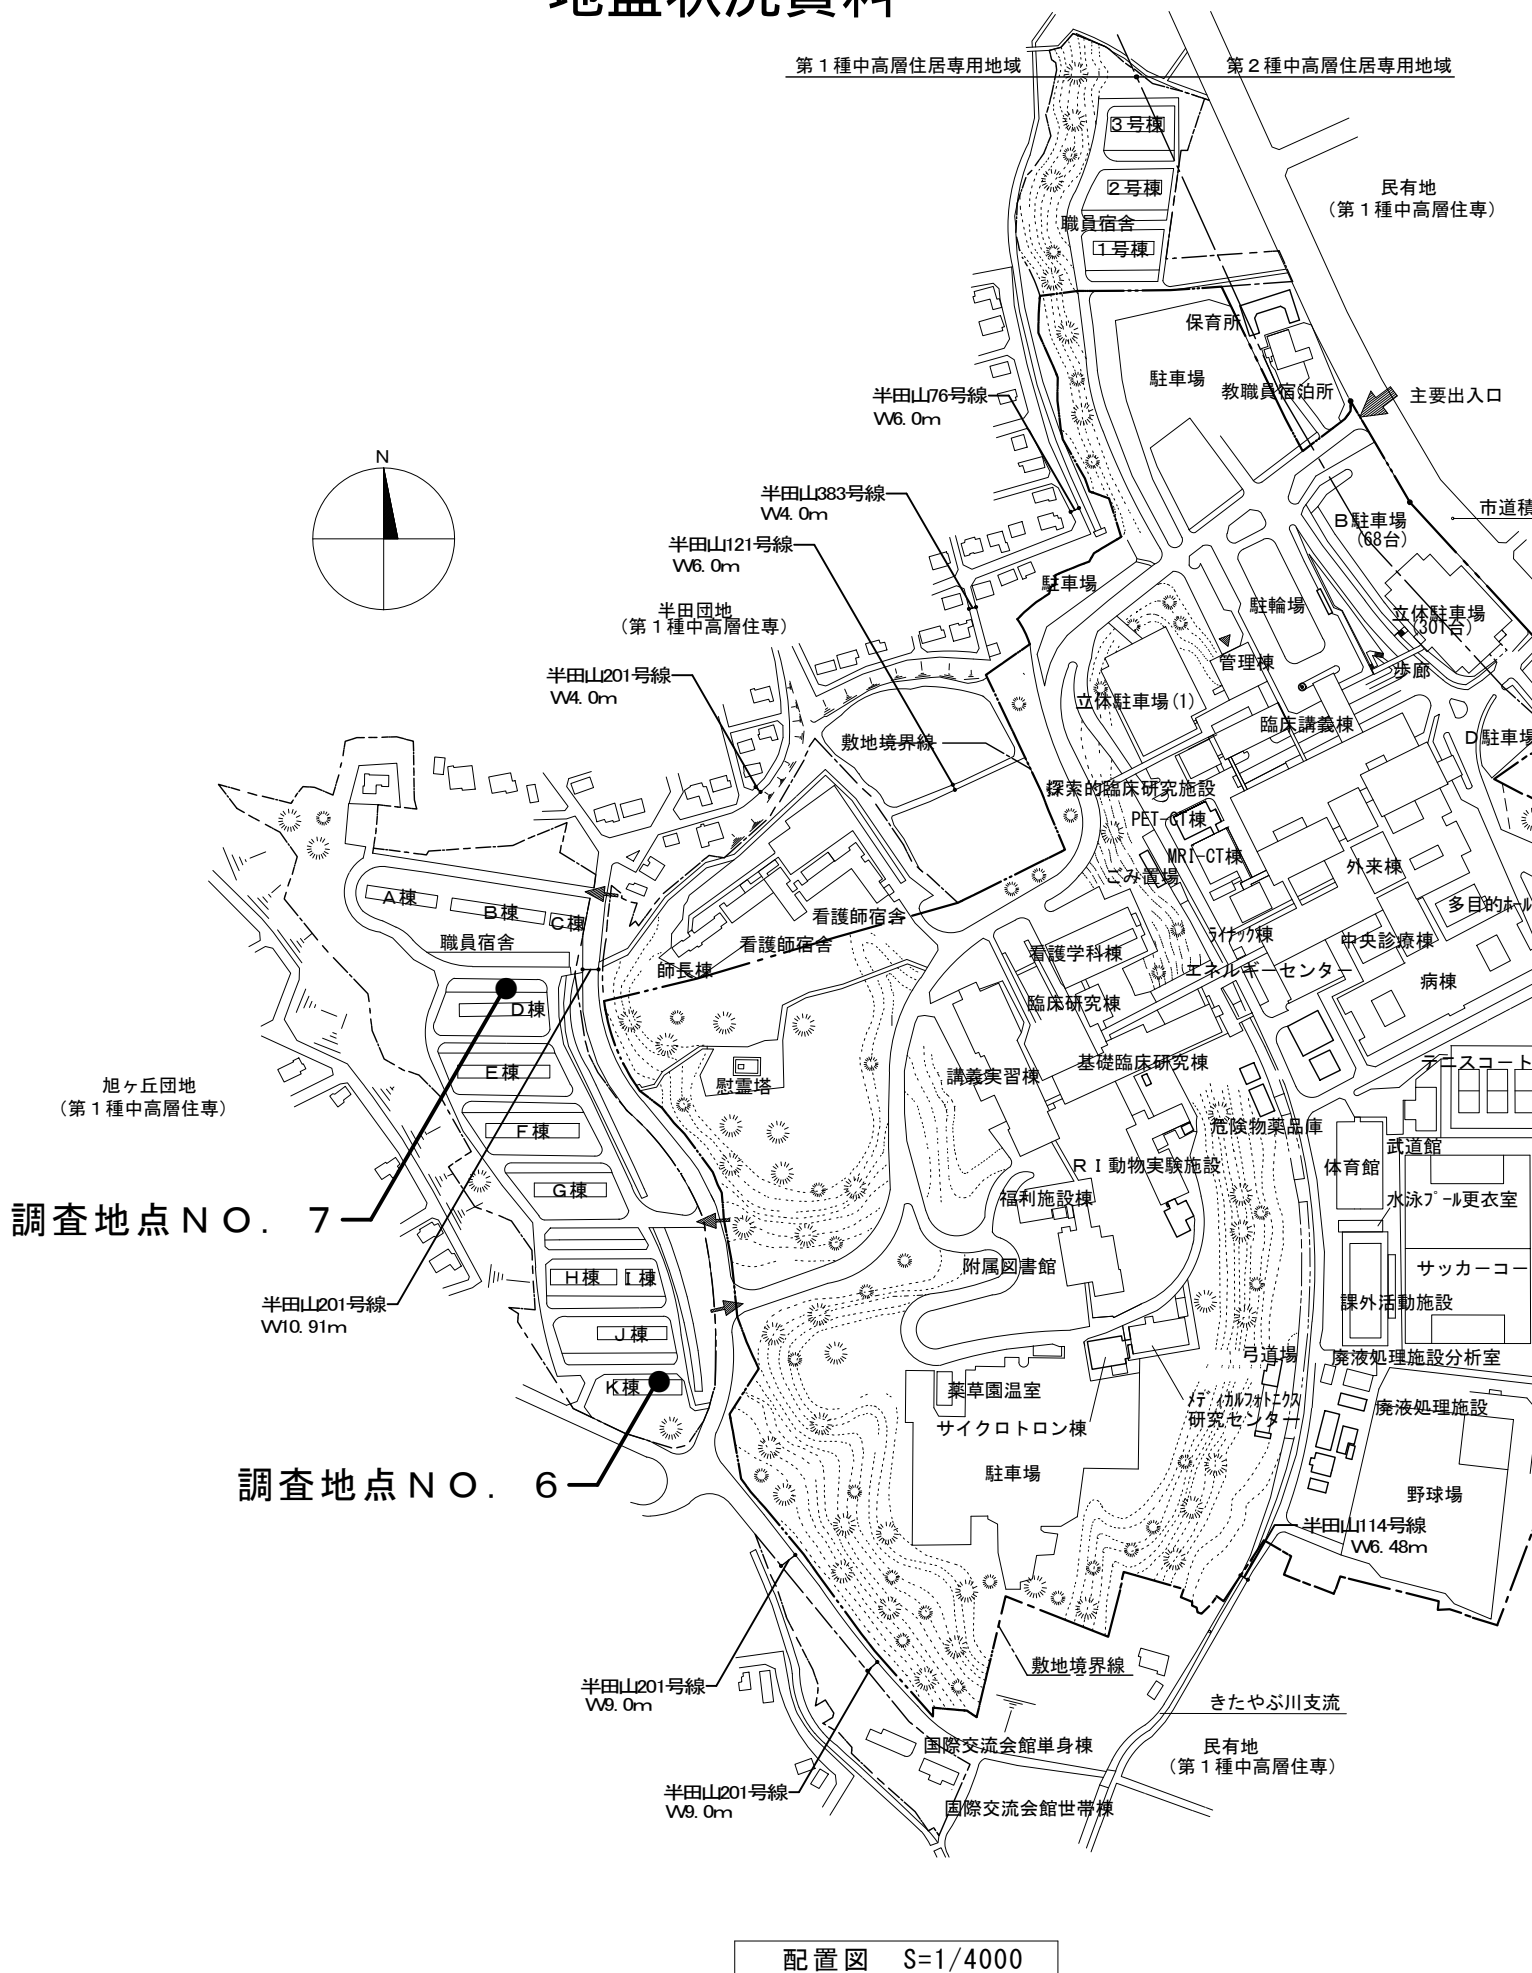 地盤状況資料
第１種中高層住居専用地域
第２種中高層住居専用地域
３号棟
２号棟
職員宿舎
１号棟
民有地
（第１種中高層住専）
保育所
駐車場
教職員宿泊所
主要出入口
半田山76号線
W6.0m
N
半田山383号線
W4.0m
市道積
Ｂ駐車場
(68台)
半田山121号線
W6.0m
駐車場
半田団地
（第１種中高層住専）
駐輪場
立体駐車場
(301台)
管理棟
歩廊
半田山201号線
W4.0m
立体駐車場(1)
臨床講義棟
敷地境界線
Ｄ駐車場
探索的臨床研究施設
PET-CT棟
MRI-CT棟
ごみ置場
外来棟
Ａ棟
Ｂ棟
Ｃ棟
多目的ﾎｰﾙ
職員宿舎
看護師宿舎
看護師宿舎
師長棟
看護学科棟
ﾗｲﾅｯｸ棟
中央診療棟
エネルギーセンター
病棟
Ｄ棟
臨床研究棟
基礎臨床研究棟
テニスコート
Ｅ棟
慰霊塔
講義実習棟
旭ヶ丘団地
（第１種中高層住専）
Ｆ棟
危険物薬品庫
武道館
体育館
ＲＩ動物実験施設
Ｇ棟
福利施設棟
水泳ﾌﾟｰﾙ更衣室
調査地点ＮＯ．７
附属図書館
サッカーコー
Ｈ棟
Ｉ棟
半田山201号線
W10.91m
課外活動施設
Ｊ棟
弓道場
廃液処理施設分析室
Ｋ棟
薬草園温室
ﾒﾃﾞｨｶﾙﾌｫﾄﾆｸｽ
研究センター
廃液処理施設
サイクロトロン棟
調査地点ＮＯ．６
駐車場
野球場
半田山114号線
W6.48m
敷地境界線
半田山201号線
W9.0m
きたやぶ川支流
国際交流会館単身棟
民有地
（第１種中高層住専）
半田山201号線
W9.0m
国際交流会館世帯棟
配置図　S=1/4000